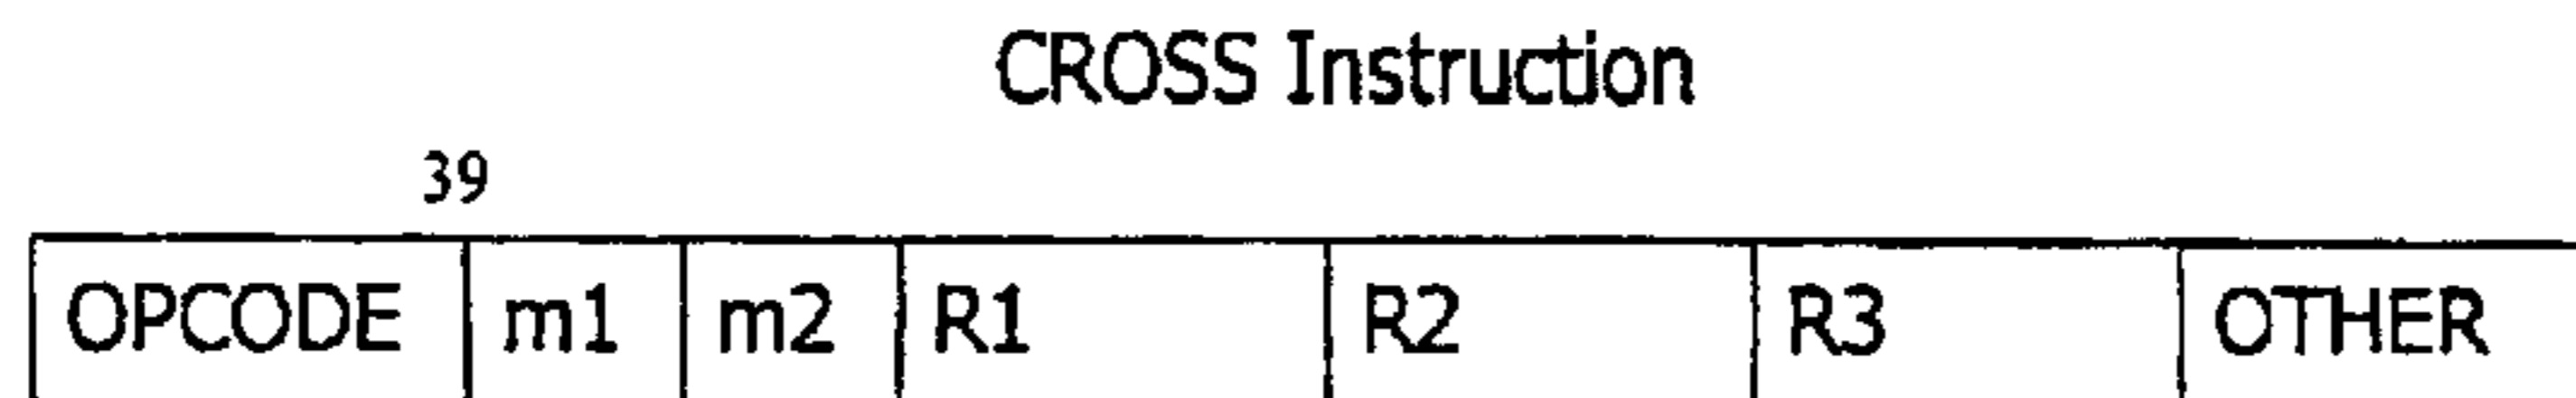 CROSS Instruction
39
OPCODE m1 m2 R1 R2 R3 OTHER